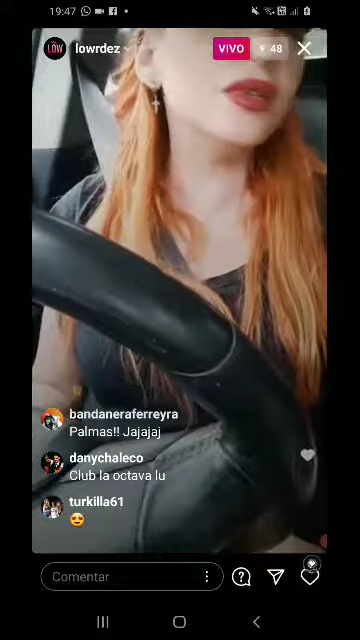 19:47
LOW
lowrdez
VIVO
48
bandaneraferreyra
Palmas!! Jajajaj
danychaleco
Club la octava lu
turkilla61
Comentar